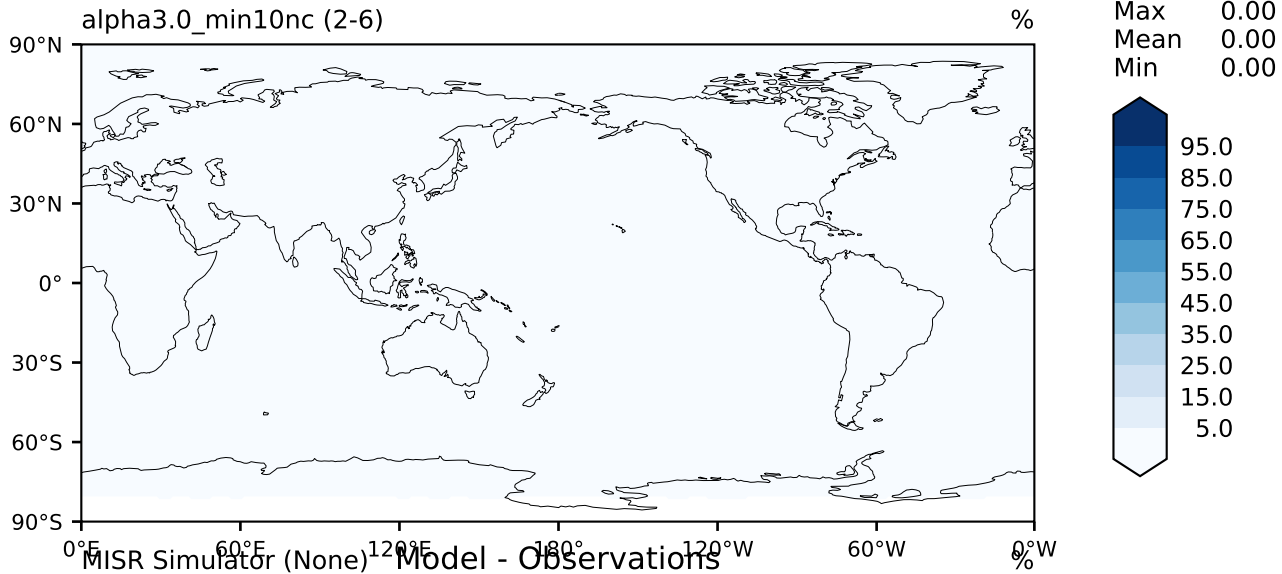 alpha3.0_min10nc (2-6) %
Max 0.00
Mean 0.00
Min 0.00
90°N
60°N
30°N
0°
30°S
60°S
90°S
95.0
85.0
75.0
65.0
55.0
45.0
35.0
25.0
15.0
5.0
0°E 60°E 120°E 180° 120°W 60°W 0°W
MISR Simulator (None) Model - Observations %